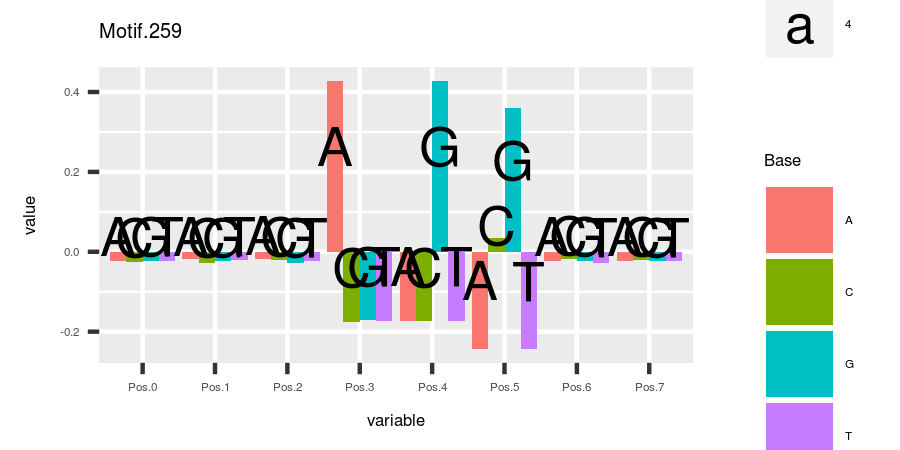 Motif.259
a 4
value
0.4
0.2
0.0
-0.2
A C G T A C G T A C G T A C G T A C G T A C G T A C G T A C G T
Pos.0 Pos.1 Pos.2 Pos.3 Pos.4 Pos.5 Pos.6 Pos.7
variable
Base
A
C
G
T